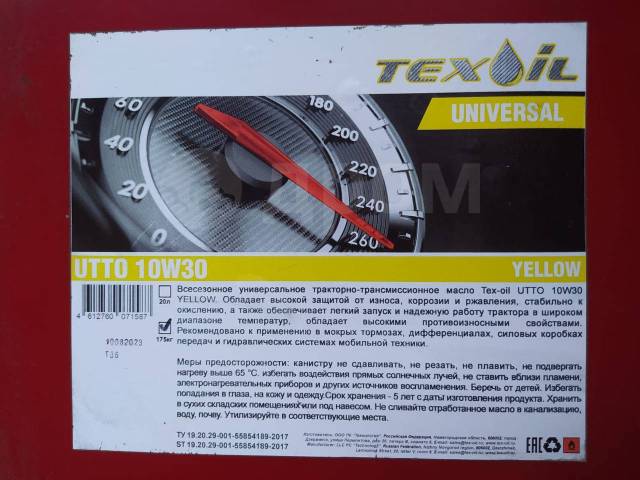 TEXOIL
UNIVERSAL
60
40
20
0
180
200
220
240
260
UTTO 10W30
YELLOW
Всесезонное универсальное тракторно-трансмиссионное масло Tex-oil UTTO 10W30
YELLOW. Обладает высокой защитой от износа, коррозии и ржавления, стабильно к
окислению, а также обеспечивает легкий запуск и надежную работу трактора в широком
диапазоне температур, обладает высокими противоизносными свойствами.
Рекомендовано к применению в мокрых тормозах, дифференциалах, силовых коробках
передач и гидравлических системах мобильной техники.
20л
175кг
4 612760 071587
Меры предосторожности: канистру не сдавливать, не резать, не плавить, не подвергать
нагреву выше 65 °С. избегать воздействия прямых солнечных лучей, не ставить вблизи пламени,
электронагревательных приборов и других источников воспламенения. Беречь от детей. Избегать
попадания в глаза, на кожу и одежду.Срок хранения - 5 лет с даты изготовления продукта. Хранить
в сухих складских помещениях или под навесом. Не сливайте отработанное масло в канализацию,
воду, почву. Утилизируйте в соответствующие места.
ТУ 19.20.29-001-55854189-2017
ST 19.20.29-001-55854189-2017
EAC